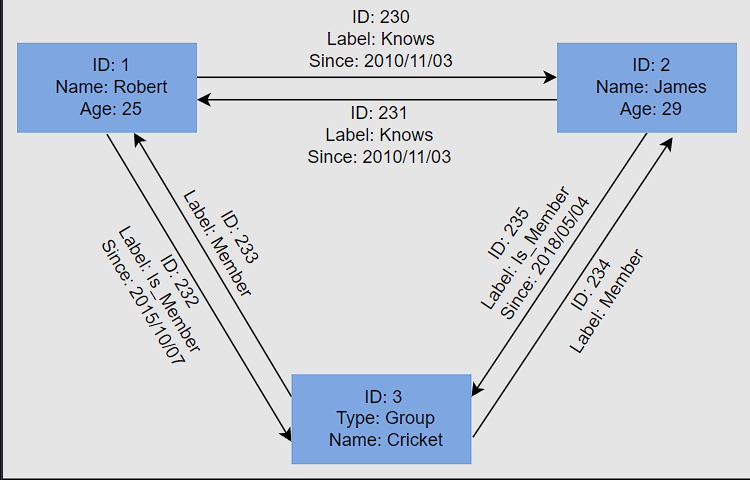 ID: 230
Label: Knows
Since: 2010/11/03
ID: 1
Name: Robert
Age: 25
ID: 2
Name: James
Age: 29
ID: 231
Label: Knows
Since: 2010/11/03
ID: 233
Label: Member
ID: 232
Label: Is_Member
Since: 2015/10/07
ID: 235
Label: Is_Member
Since: 2018/05/04
ID: 234
Label: Member
ID: 3
Type: Group
Name: Cricket